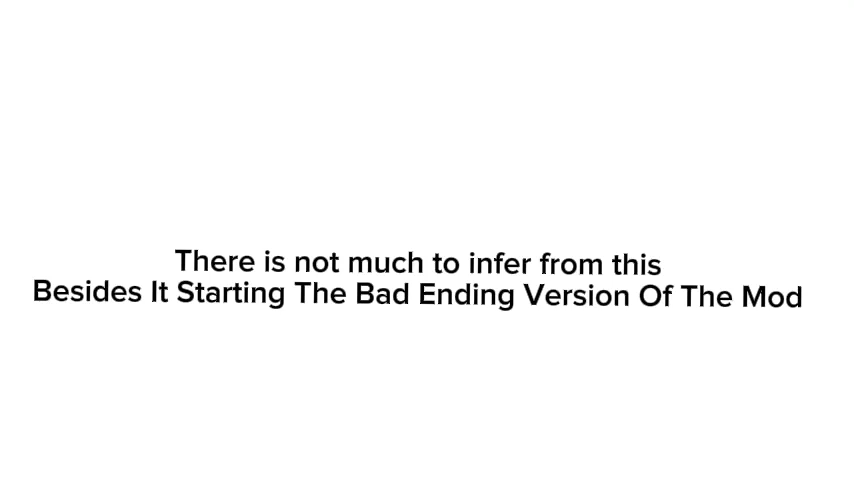 There is not much to infer from this
Besides It Starting The Bad Ending Version Of The Mod